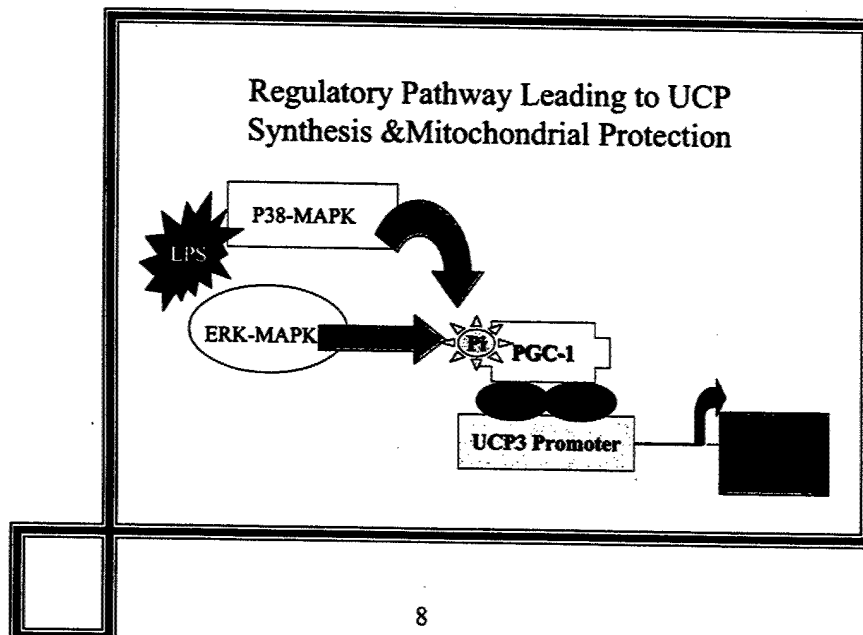 Regulatory Pathway Leading to UCP
Synthesis &Mitochondrial Protection
P38-MAPK
LPS
ERK-MAPK
Pi
PGC-1
UCP3 Promoter
8